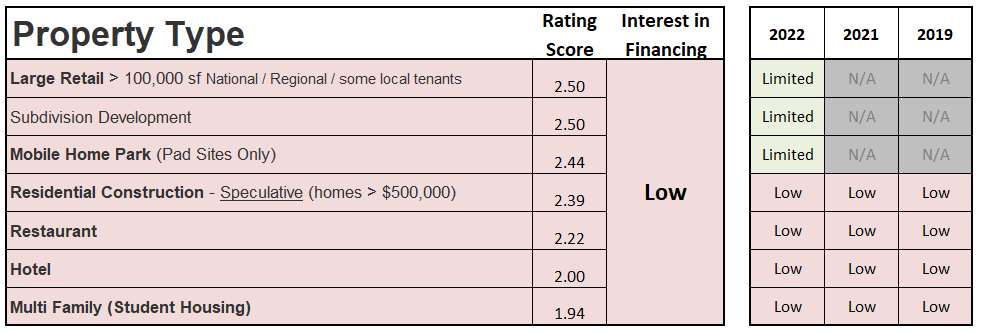 Property Type Rating Score Interest in Financing 2022 2021 2019
Large Retail > 100,000 sf National / Regional / some local tenants 2.50 Limited N/A N/A
Subdivision Development 2.50 Limited N/A N/A
Mobile Home Park (Pad Sites Only) 2.44 Limited N/A N/A
Residential Construction - Speculative (homes > $500,000) 2.39 Low Low Low Low
Restaurant 2.22 Low Low Low
Hotel 2.00 Low Low Low
Multi Family (Student Housing) 1.94 Low Low Low